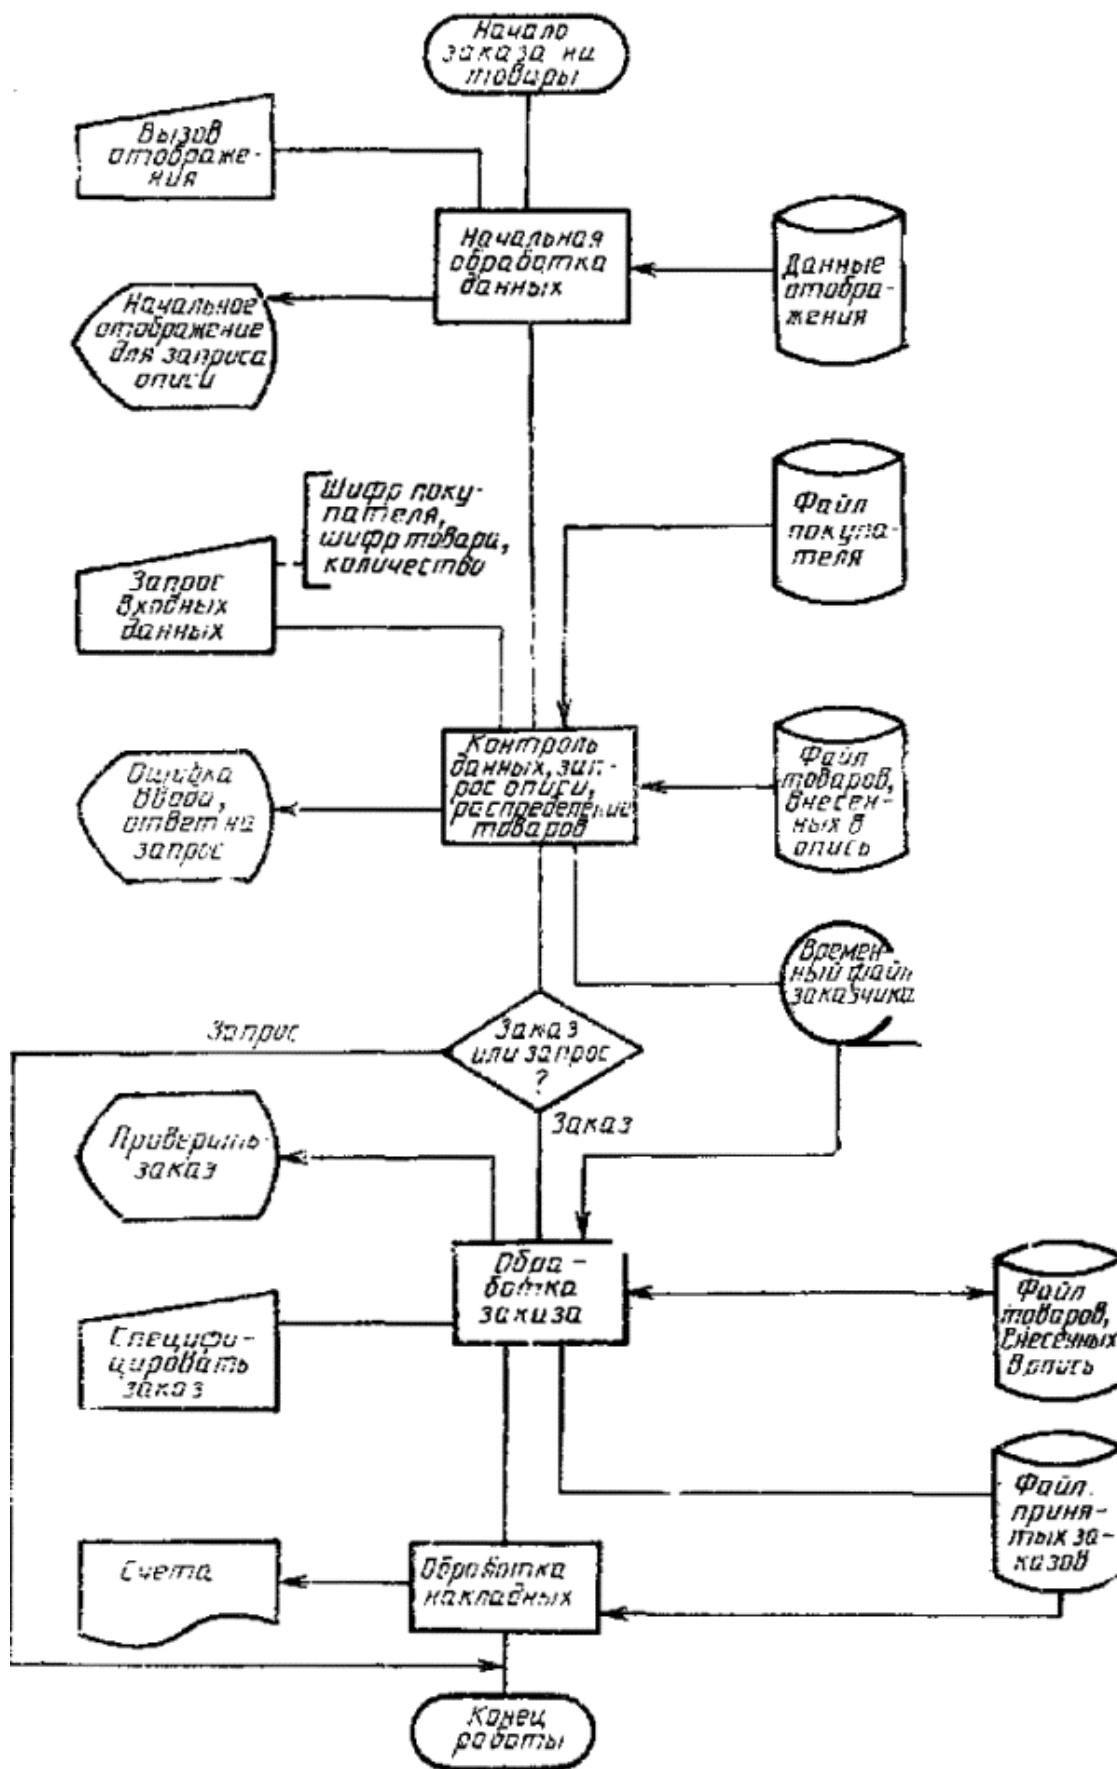 Начало
заказа на
товары
Вызов
отображе-
ния
Начальная
обработка
данных
Данные
отобра-
жения
Начальное
отображение
для запроса
описи
Шифр поку-
пателя,
шифр товара,
количество
Файл
покупа-
теля
Запрос
входных
данных
Контроль
данных, зап-
рос описи,
распределение
товаров
Файл
товаров,
внесен-
ных в
опись
Ошибка
ввода,
ответ на
запрос
Времен-
ный файл
заказчика
Запрос
Заказ
или запрос
?
Заказ
Проверить
заказ
Обра-
ботка
заказа
Файл
товаров,
внесенных
в опись
Специфи-
цировать
заказ
Файл
приня-
тых за-
казов
Счета
Обработка
накладных
Конец
работы